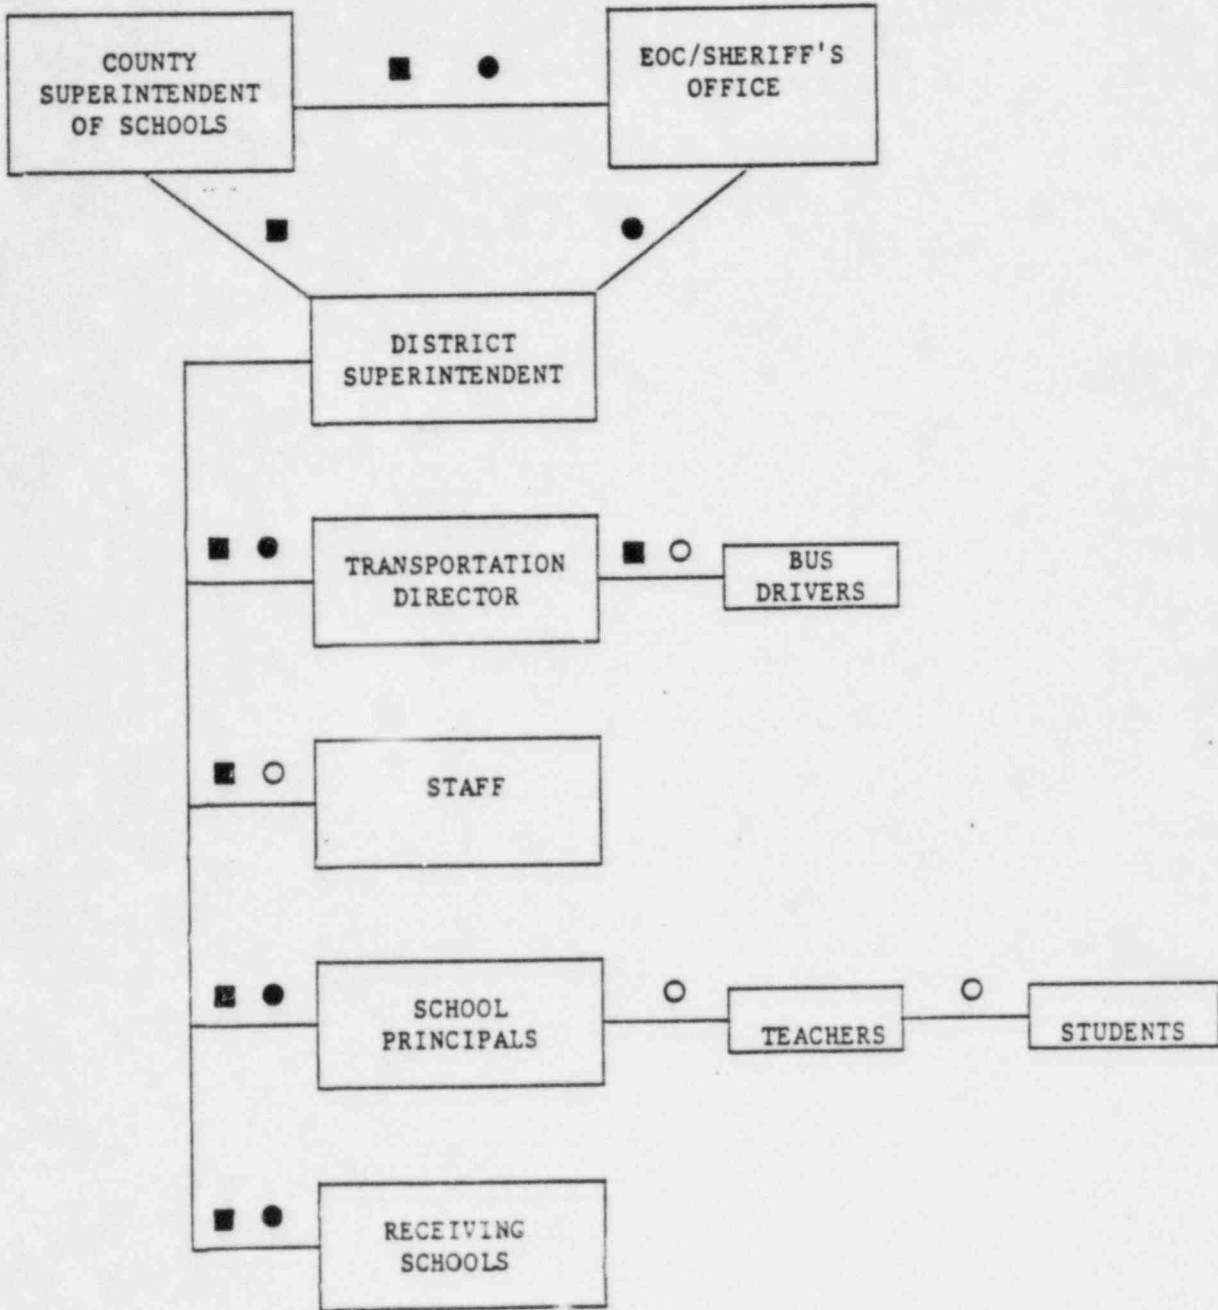 COUNTY
SUPERINTENDENT
OF SCHOOLS
EOC/SHERIFF'S
OFFICE
DISTRICT
SUPERINTENDENT
TRANSPORTATION
DIRECTOR
BUS
DRIVERS
STAFF
SCHOOL
PRINCIPALS
TEACHERS
STUDENTS
RECEIVING
SCHOOLS